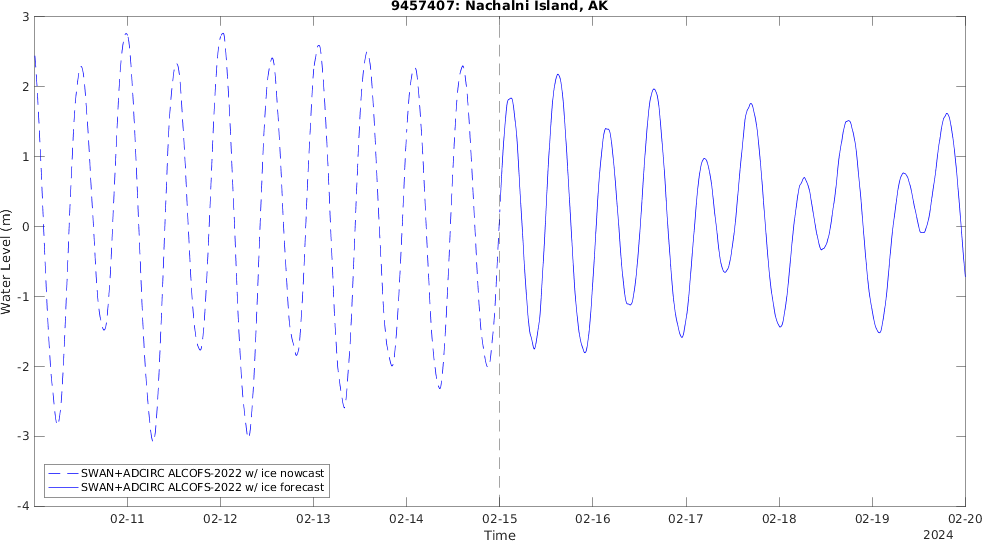 9457407: Nachalni Island, AK
3
2
1
0
-1
-2
-3
-4
Water Level (m)
SWAN+ADCIRC ALCOFS-2022 w/ ice nowcast
SWAN+ADCIRC ALCOFS-2022 w/ ice forecast
02-11 02-12 02-13 02-14 02-15 02-16 02-17 02-18 02-19 02-20
Time
2024